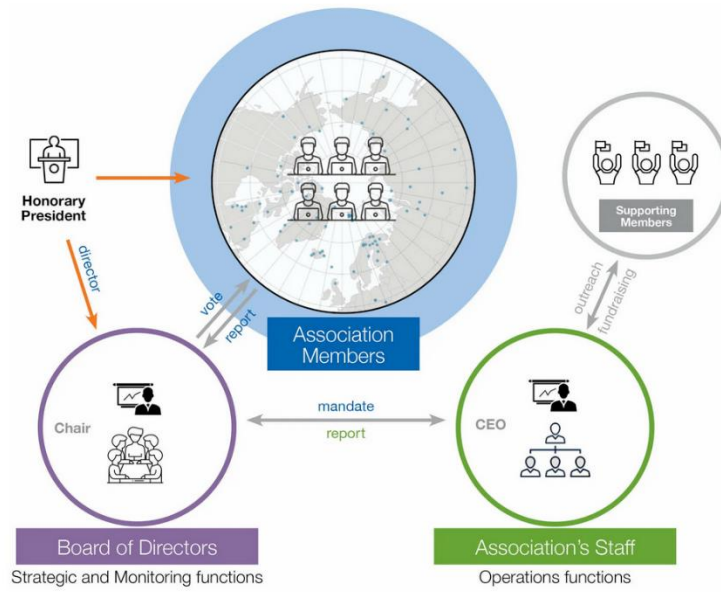 Honorary
President
director
vote
report
Association
Members
Supporting
Members
outreach
fundraising
Chair
mandate
report
CEO
Board of Directors
Strategic and Monitoring functions
Association's Staff
Operations functions